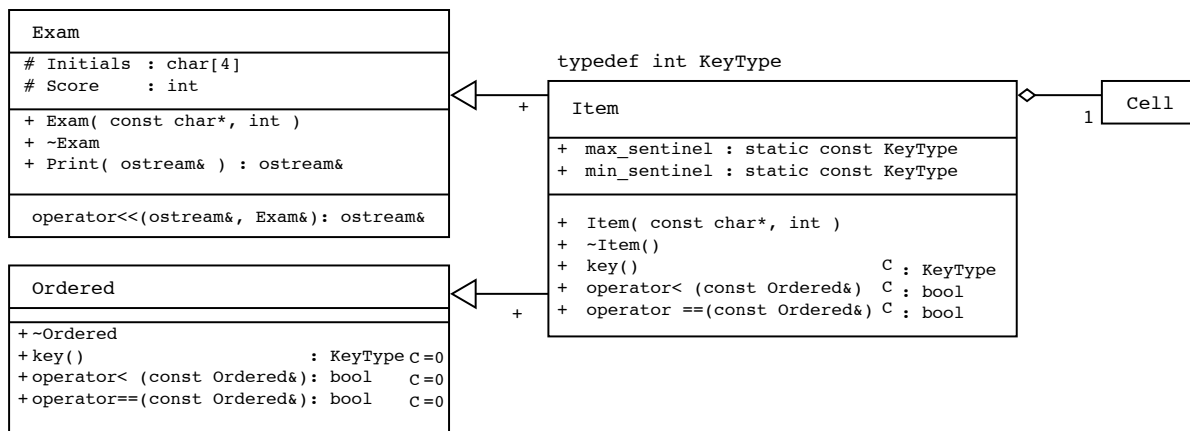 Exam
# Initials : char[4]
# Score : int
+ Exam( const char*, int )
+ ~Exam
+ Print( ostream& ) : ostream&
operator<<(ostream&, Exam&): ostream&
Ordered
+ ~Ordered
+ key() : KeyType C =0
+ operator< (const Ordered&): bool C =0
+ operator==(const Ordered&): bool C =0
+
+
typedef int KeyType
Item
+ max_sentinel : static const KeyType
+ min_sentinel : static const KeyType
+ Item( const char*, int )
+ ~Item()
+ key() C : KeyType
+ operator< (const Ordered&) C : bool
+ operator ==(const Ordered&) C : bool
1
Cell